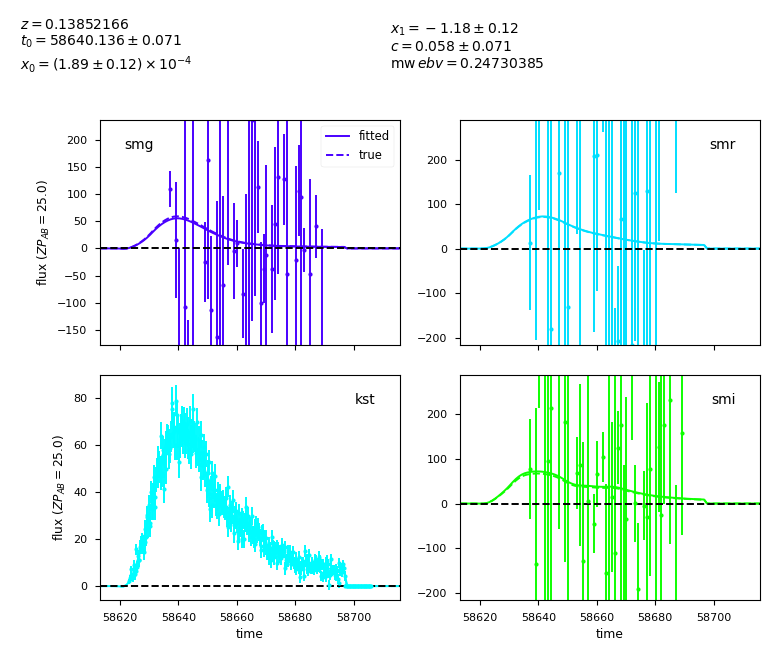 z = 0.13852166
t₀ = 58640.136 ± 0.071
x₀ = (1.89 ± 0.12) × 10⁻⁴
x₁ = −1.18 ± 0.12
c = 0.058 ± 0.071
mw ebv = 0.24730385
smg
fitted
true
200
150
100
50
0
−50
−100
−150
flux (ZP_AB = 25.0)
smr
200
100
0
−100
−200
kst
80
60
40
20
0
flux (ZP_AB = 25.0)
58620 58640 58660 58680 58700
time
smi
200
100
0
−100
−200
58620 58640 58660 58680 58700
time